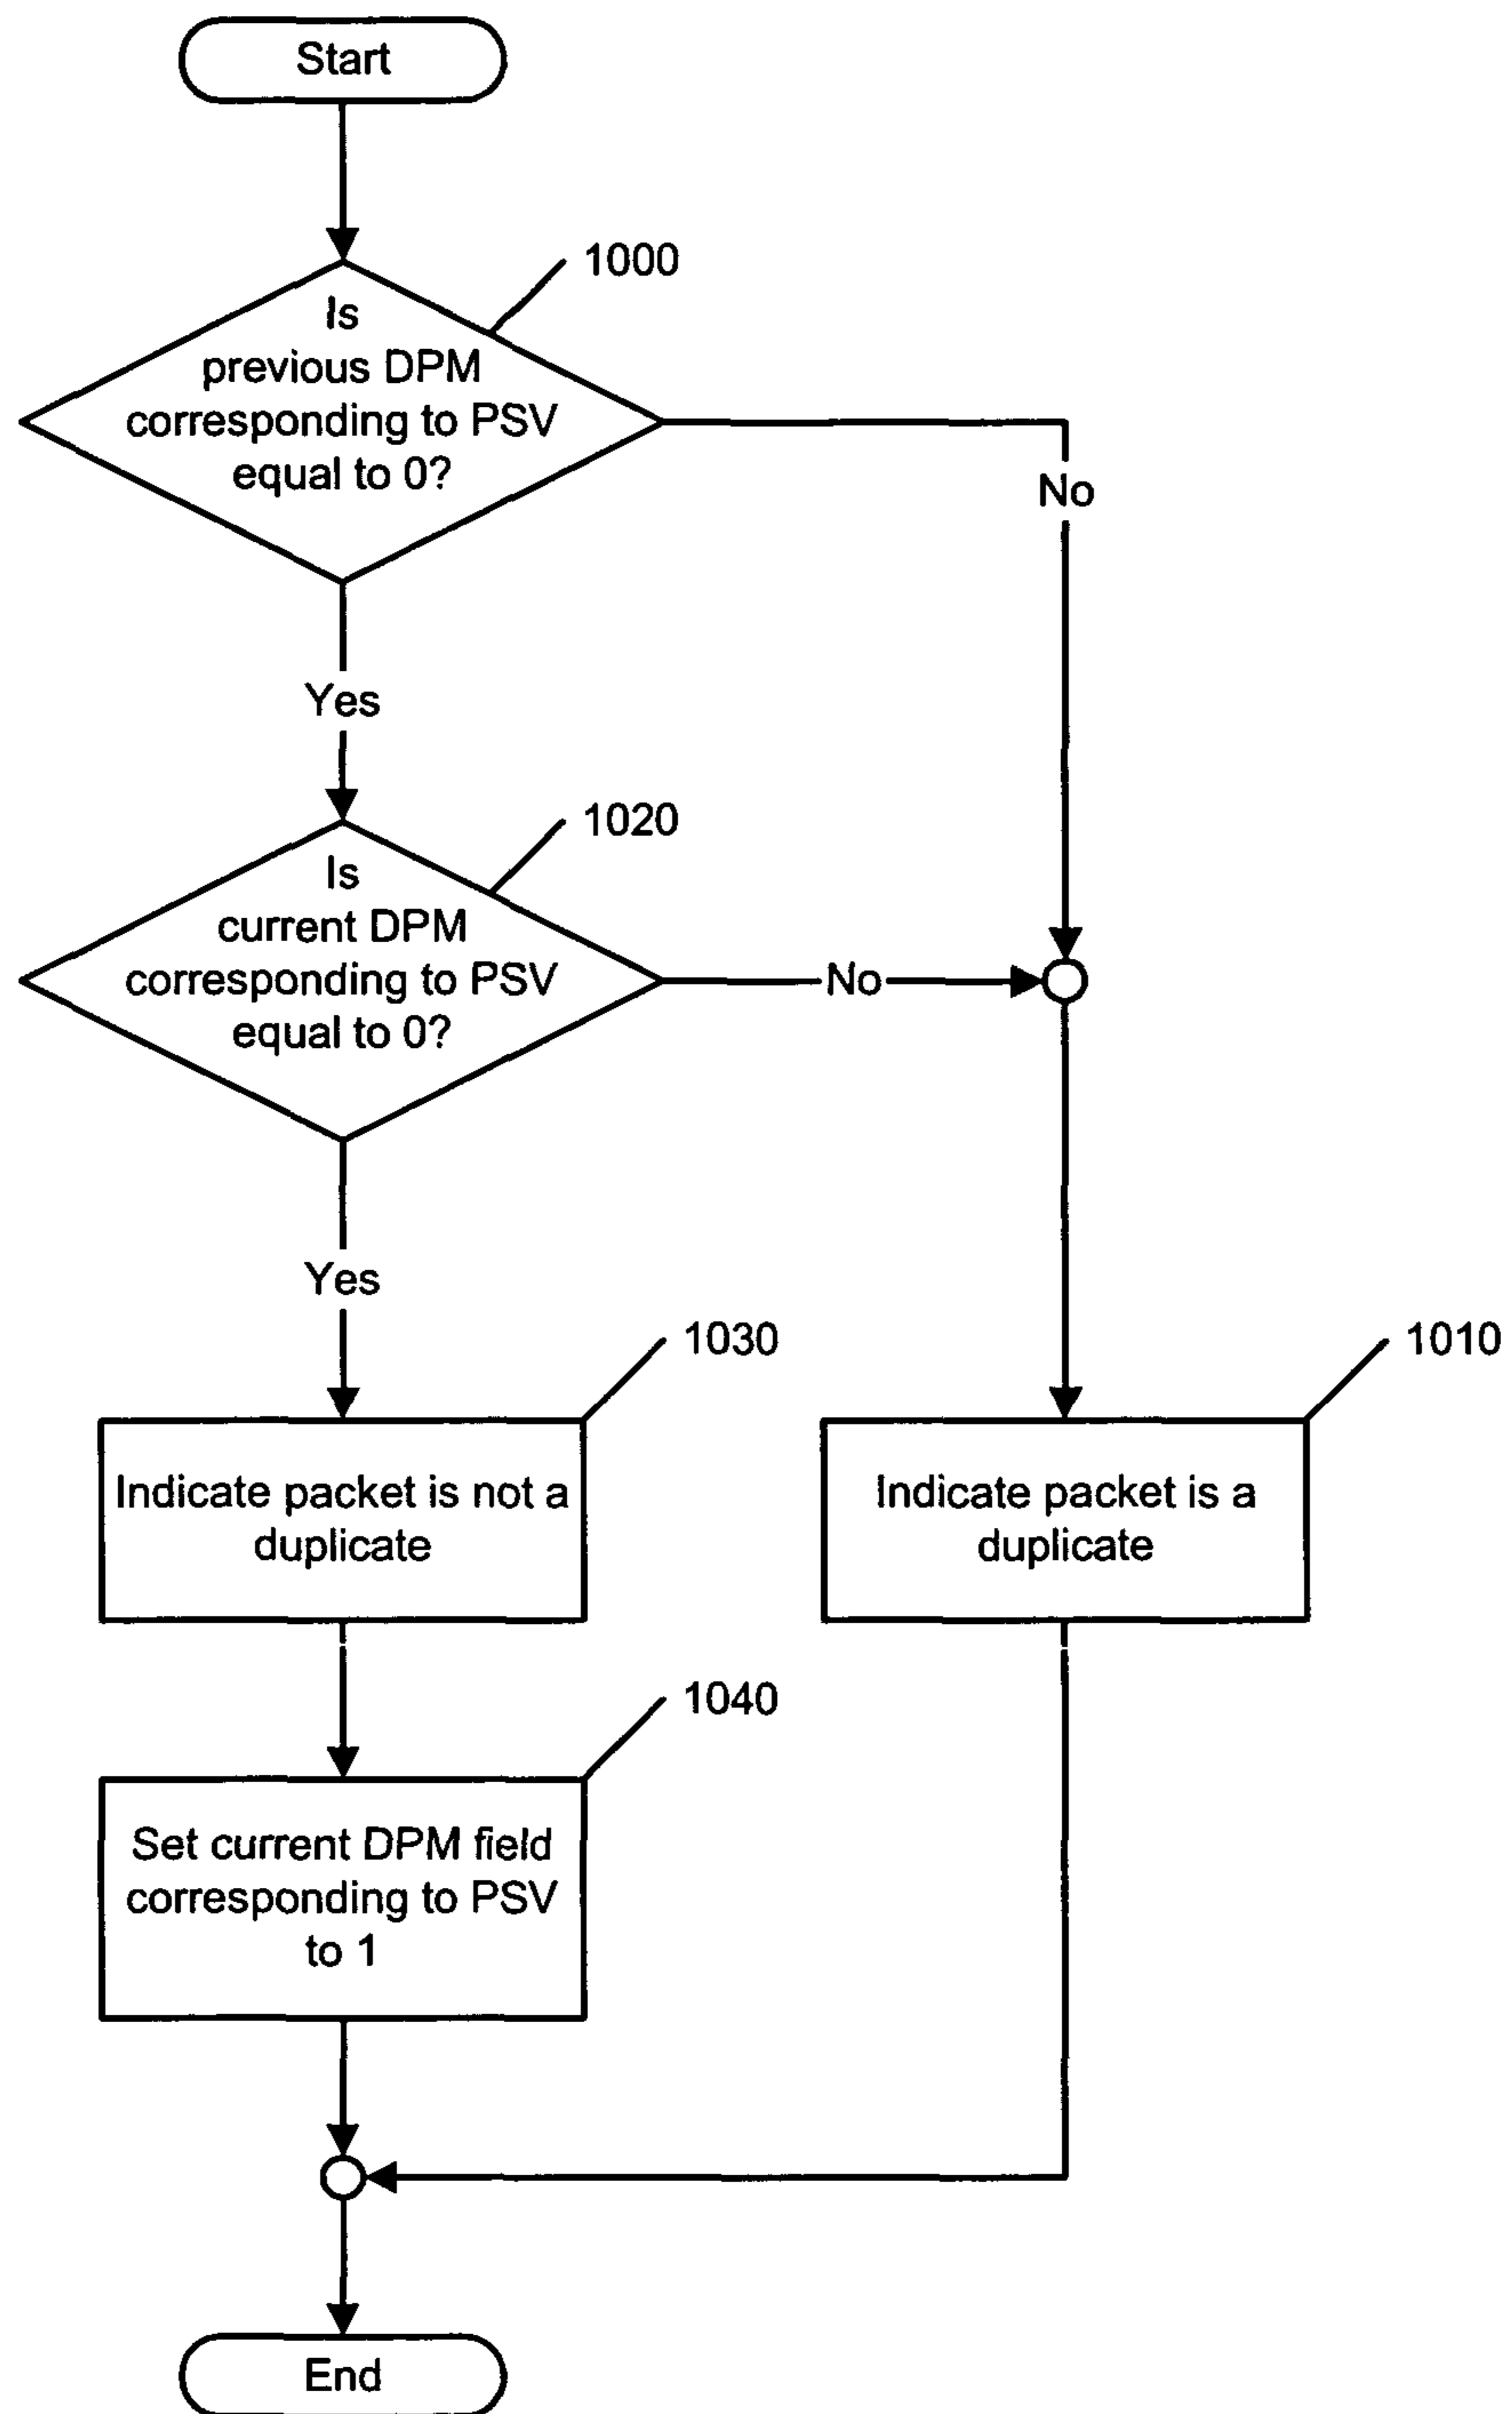 Start
1000
Is
previous DPM
corresponding to PSV
equal to 0?
No
Yes
1020
Is
current DPM
corresponding to PSV
equal to 0?
No
Yes
1030
1010
Indicate packet is not a
duplicate
Indicate packet is a
duplicate
1040
Set current DPM field
corresponding to PSV
to 1
End